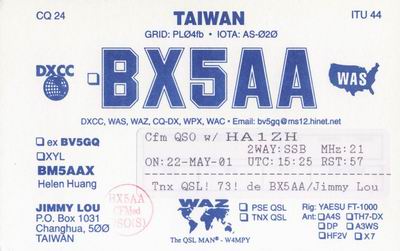 CQ 24 TAIWAN ITU 44
GRID: PLØ4fb • IOTA: AS-Ø2Ø
DXCC BX5AA WAS
DXCC, WAS, WAZ, CQ-DX, WPX, WAC • Email: bv5gq@ms12.hinet.net
ex BV5GQ
XYL
BM5AAX
Helen Huang
Cfm QSO w/ HA1ZH
2WAY:SSB MHz:21
ON:22-MAY-01 UTC:15:25 RST:57
Tnx QSL! 73! de BX5AA/Jimmy Lou
JIMMY LOU
P.O. Box 1031
Changhua, 5ØØ
TAIWAN
BX5AA
CFMed
QSO(S)
WAZ
The QSL MAN® - W4MPY
PSE QSL
TNX QSL
Rig: YAESU FT-1000
Ant: A4S TH7-DX
DP A3WS
HF2V X7